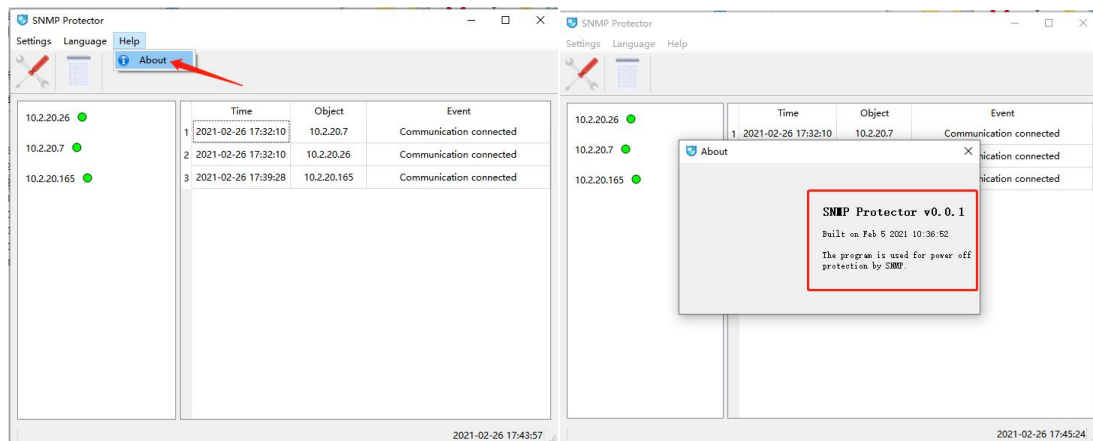 SNMP Protector
Settings Language Help
About
10.2.20.26
10.2.20.7
10.2.20.165
Time Object Event
1 2021-02-26 17:32:10 10.2.20.7 Communication connected
2 2021-02-26 17:32:10 10.2.20.26 Communication connected
3 2021-02-26 17:39:28 10.2.20.165 Communication connected
2021-02-26 17:43:57
SNMP Protector
Settings Language Help
10.2.20.26
10.2.20.7
10.2.20.165
Time Object Event
1 2021-02-26 17:32:10 10.2.20.7 Communication connected
connected
connected
About
SNMP Protector v0.0.1
Built on Feb 5 2021 10:36:52
The program is used for power off
protection by SNMP.
2021-02-26 17:45:24